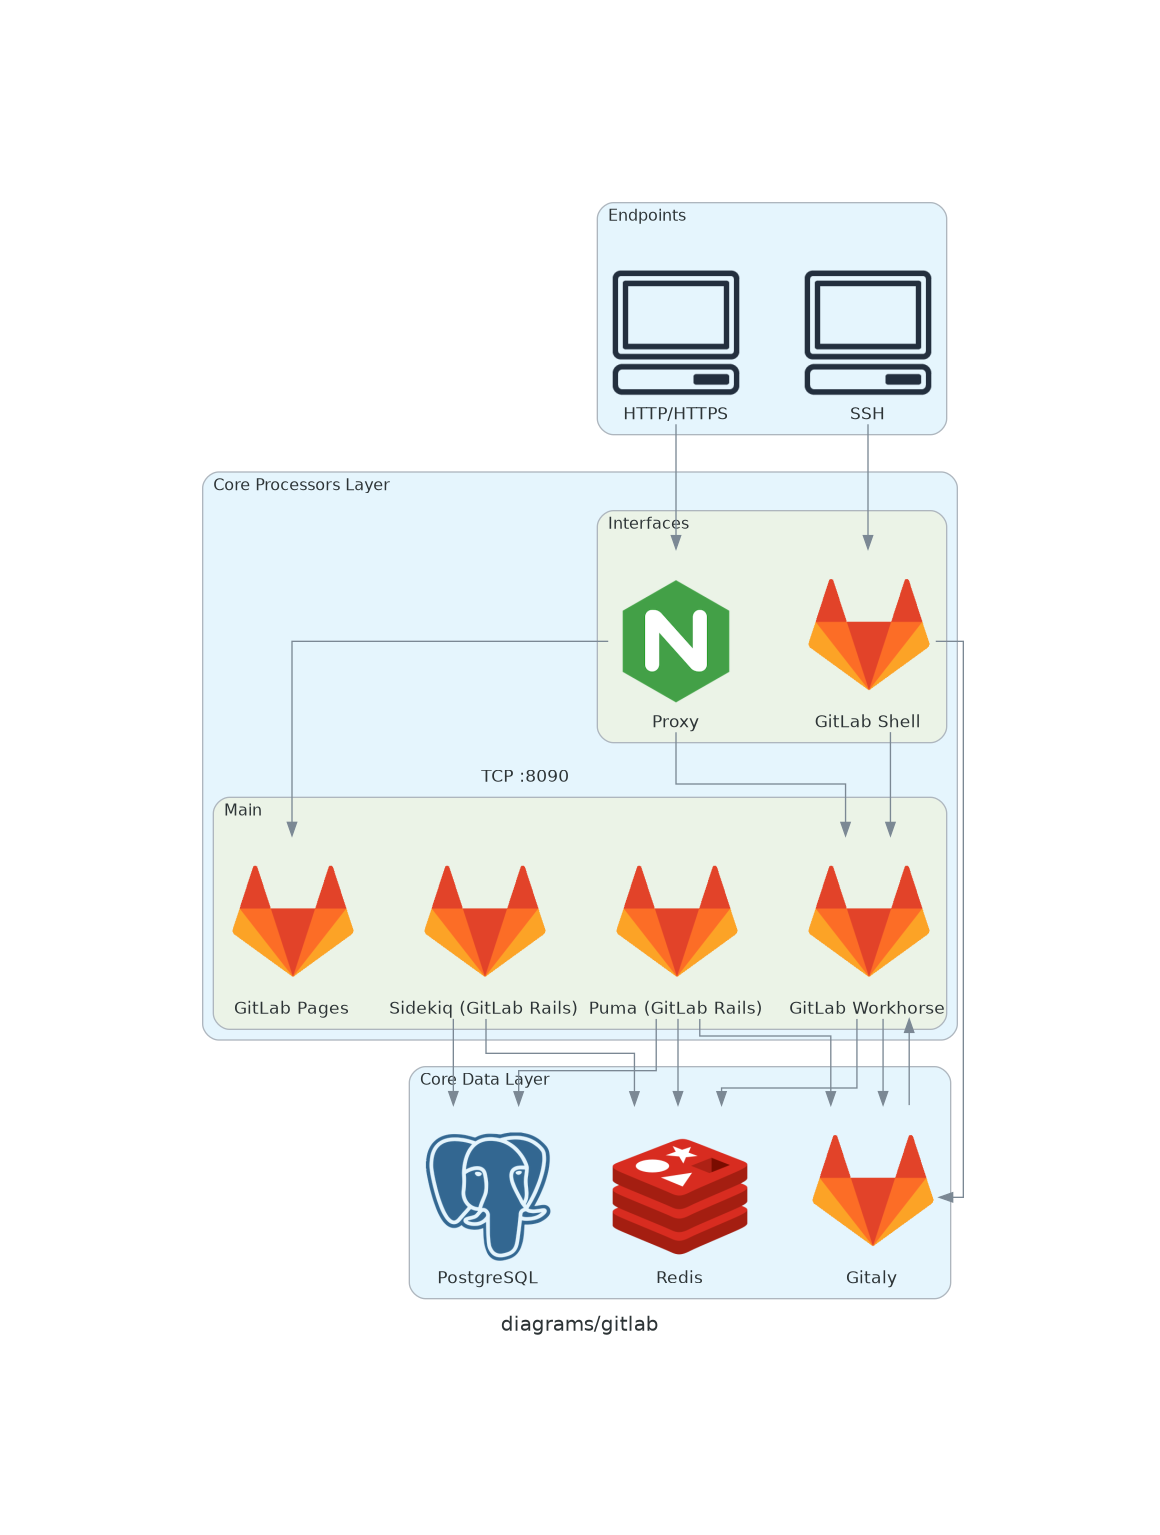 Endpoints
HTTP/HTTPS
SSH
Core Processors Layer
Interfaces
Proxy
GitLab Shell
TCP :8090
Main
GitLab Pages
Sidekiq (GitLab Rails)
Puma (GitLab Rails)
GitLab Workhorse
Core Data Layer
PostgreSQL
Redis
Gitaly
diagrams/gitlab